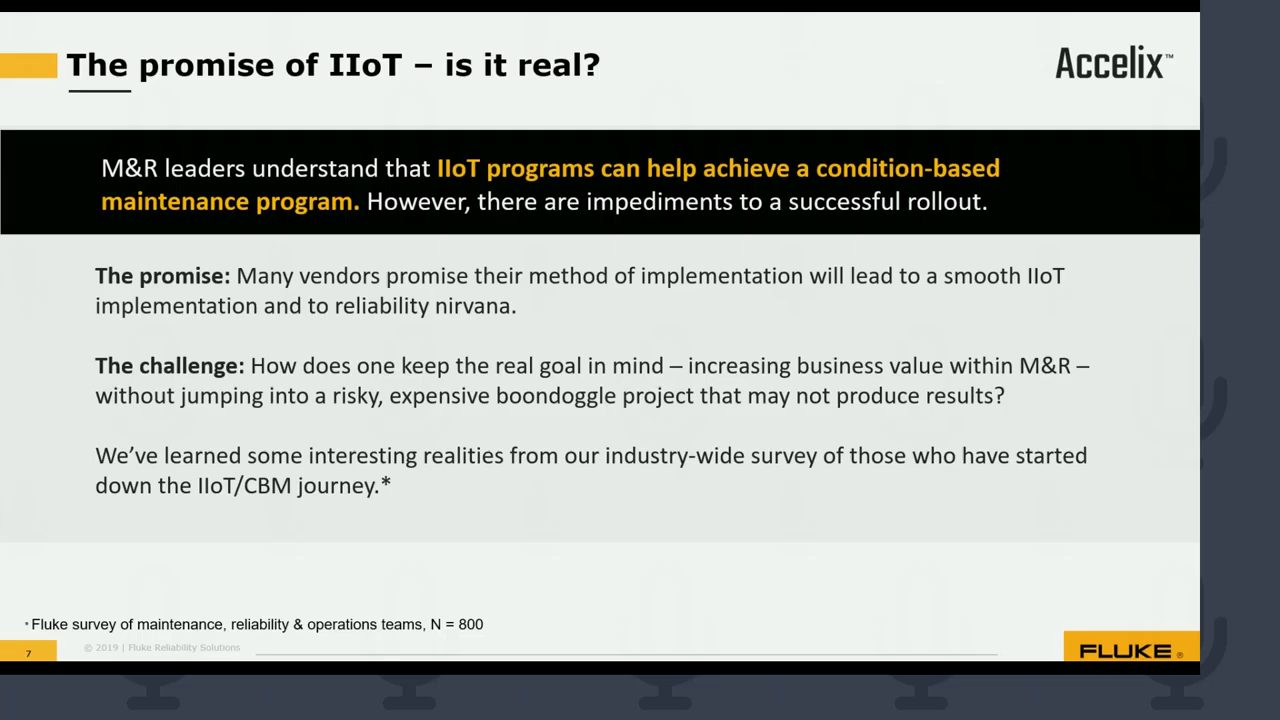 The promise of IIoT – is it real?
Accelix™
M&R leaders understand that IIoT programs can help achieve a condition-based
maintenance program. However, there are impediments to a successful rollout.
The promise: Many vendors promise their method of implementation will lead to a smooth IIoT
implementation and to reliability nirvana.
The challenge: How does one keep the real goal in mind – increasing business value within M&R –
without jumping into a risky, expensive boondoggle project that may not produce results?
We’ve learned some interesting realities from our industry-wide survey of those who have started
down the IIoT/CBM journey.*
• Fluke survey of maintenance, reliability & operations teams, N = 800
7
© 2019 | Fluke Reliability Solutions
FLUKE®